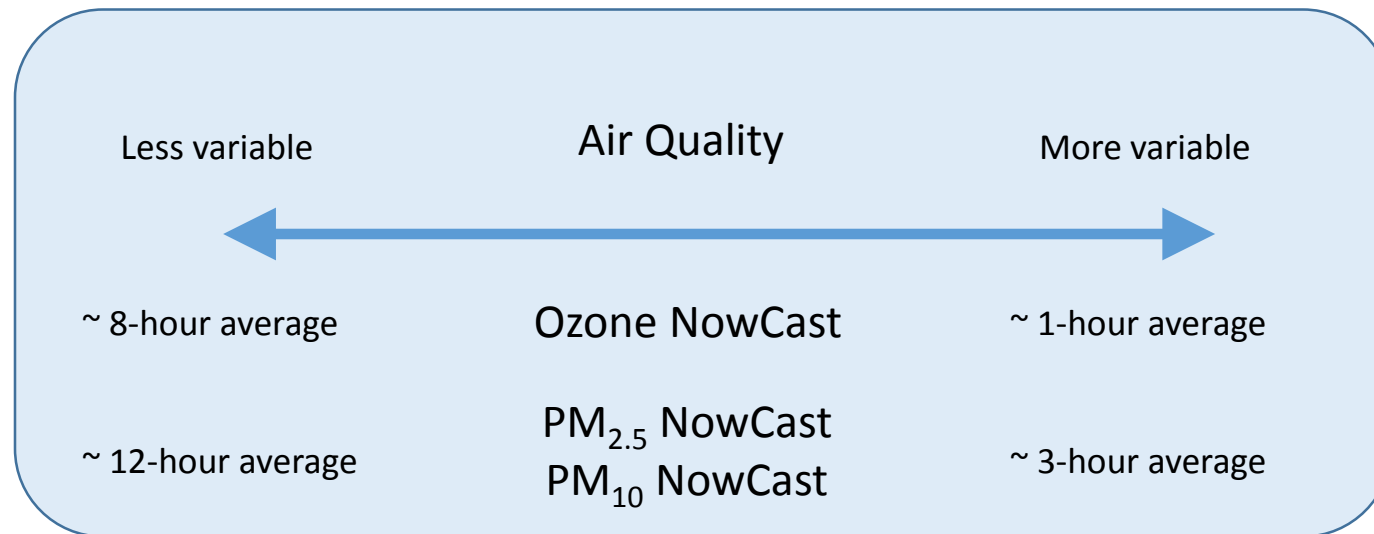 Less variable Air Quality More variable
~ 8-hour average Ozone NowCast ~ 1-hour average
PM2.5 NowCast
~ 12-hour average ~ 3-hour average
PM10 NowCast